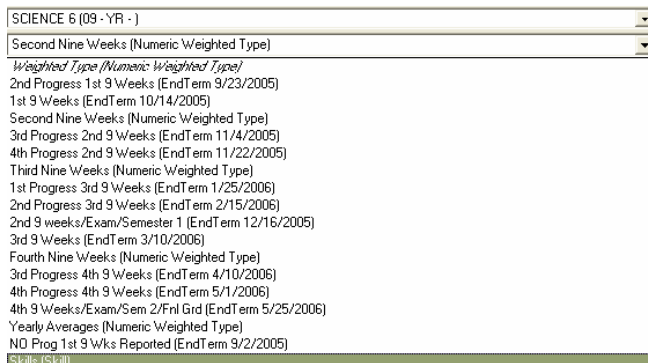 SCIENCE 6 (09 - YR - )
Second Nine Weeks (Numeric Weighted Type)
Weighted Type (Numeric Weighted Type)
2nd Progress 1st 9 Weeks (EndTerm 9/23/2005)
1st 9 Weeks (EndTerm 10/14/2005)
Second Nine Weeks (Numeric Weighted Type)
3rd Progress 2nd 9 Weeks (EndTerm 11/4/2005)
4th Progress 2nd 9 Weeks (EndTerm 11/22/2005)
Third Nine Weeks (Numeric Weighted Type)
1st Progress 3rd 9 Weeks (EndTerm 1/25/2006)
2nd Progress 3rd 9 Weeks (EndTerm 2/15/2006)
2nd 9 weeks/Exam/Semester 1 (EndTerm 12/16/2005)
3rd 9 Weeks (EndTerm 3/10/2006)
Fourth Nine Weeks (Numeric Weighted Type)
3rd Progress 4th 9 Weeks (EndTerm 4/10/2006)
4th Progress 4th 9 Weeks (EndTerm 5/1/2006)
4th 9 Weeks/Exam/Sem 2/Fnl Grd (EndTerm 5/25/2006)
Yearly Averages (Numeric Weighted Type)
NO Prog 1st 9 Wks Reported (EndTerm 9/2/2005)
Skills (Skill)